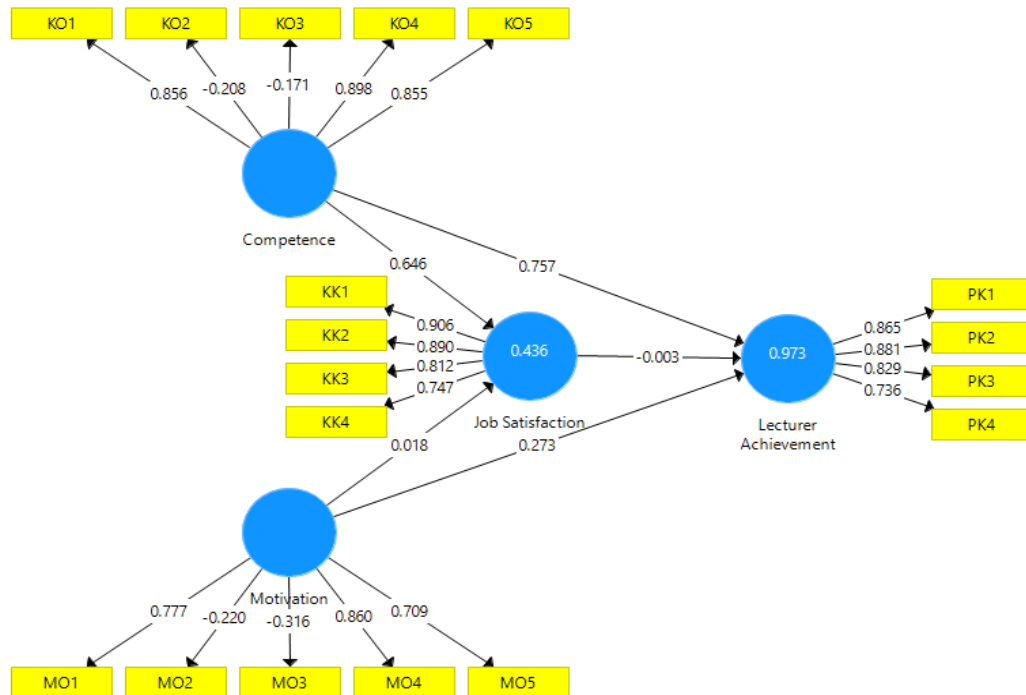 KO1 KO2 KO3 KO4 KO5
0.856 -0.208 -0.171 0.898 0.855
Competence
0.646 0.757
KK1
KK2
KK3
KK4
0.906
0.890
0.812
0.747
0.436
Job Satisfaction
-0.003
0.973
Lecturer
Achievement
0.865
0.881
0.829
0.736
PK1
PK2
PK3
PK4
0.018 0.273
Motivation
0.777 -0.220 -0.316 0.860 0.709
MO1 MO2 MO3 MO4 MO5